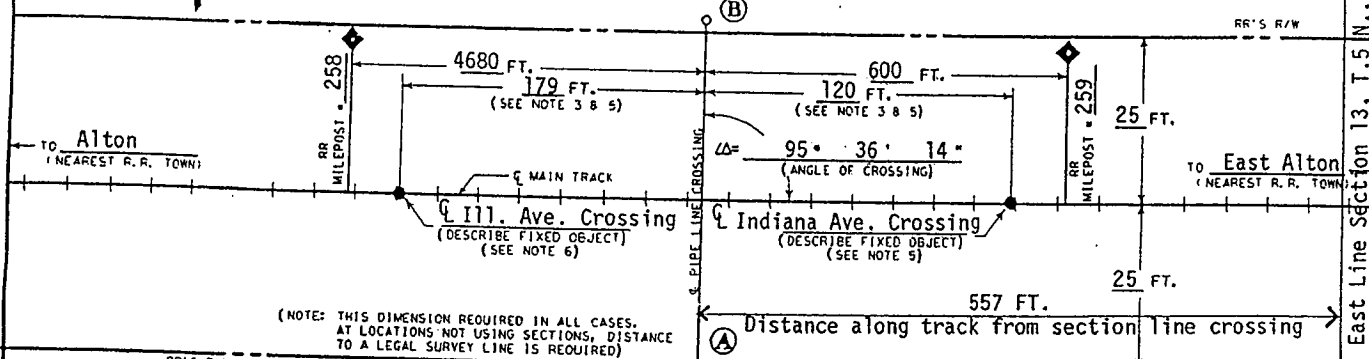 Ⓑ
RR'S R/W
4680 FT.
600 FT.
179 FT.
(SEE NOTE 3 8 5)
120 FT.
(SEE NOTE 3 8 5)
RR MILEPOST = 258
RR MILEPOST = 259
25 FT.
TO Alton
(NEAREST R.R. TOWN)
∠Δ= 95° 36' 14"
(ANGLE OF CROSSING)
TO East Alton
(NEAREST R.R. TOWN)
℄ MAIN TRACK
℄ PIPE LINE CROSSING
℄ Ill. Ave. Crossing
(DESCRIBE FIXED OBJECT)
(SEE NOTE 6)
℄ Indiana Ave. Crossing
(DESCRIBE FIXED OBJECT)
(SEE NOTE 5)
25 FT.
557 FT.
Distance along track from section line crossing
(NOTE: THIS DIMENSION REQUIRED IN ALL CASES.
AT LOCATIONS NOT USING SECTIONS, DISTANCE
TO A LEGAL SURVEY LINE IS REQUIRED)
Ⓐ
East Line Section 13, T.5 N.,